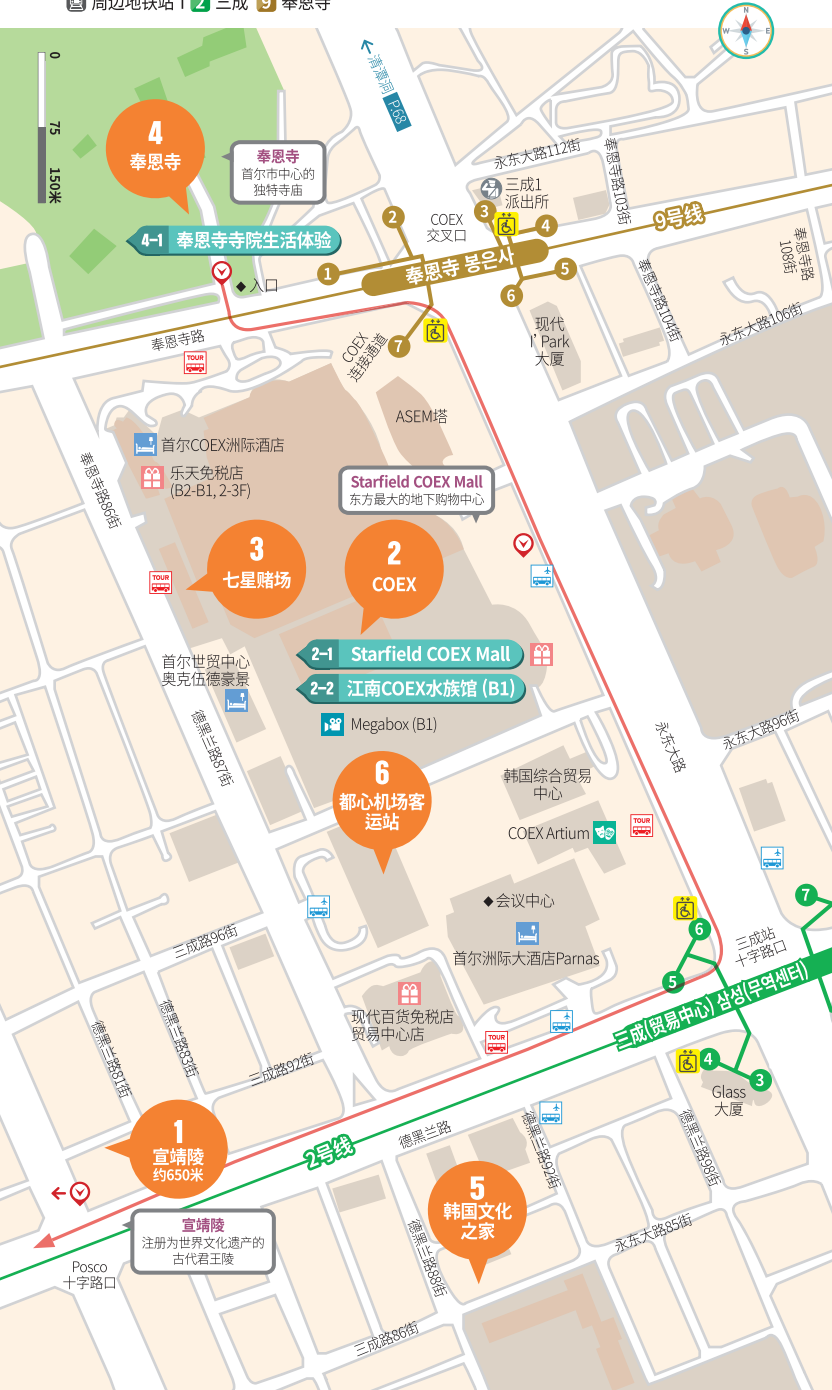 周边地铁站 | 2 三成 9 奉恩寺
N
W
E
S
0
75
150米
清潭洞
P.68
4
奉恩寺
奉恩寺
首尔市中心的
独特寺庙
永东大路112街
奉恩寺路103街
三成1
派出所
COEX
交叉口
2
3
4
9号线
4-1 奉恩寺寺院生活体验
奉恩寺 봉은사
奉恩寺路
108街
1
5
6
入口
奉恩寺路104街
永东大路106街
奉恩寺路
TOUR
COEX
连接通道
7
现代
I' Park
大厦
ASEM塔
首尔COEX洲际酒店
乐天免税店
(B2-B1, 2-3F)
奉恩寺路86街
Starfield COEX Mall
东方最大的地下购物中心
3
七星赌场
2
COEX
TOUR
2-1 Starfield COEX Mall
首尔世贸中心
奥克伍德豪景
2-2 江南COEX水族馆 (B1)
Megabox (B1)
德黑兰路87街
永东大路
永东大路96街
6
都心机场客
运站
韩国综合贸易
中心
COEX Artium
TOUR
会议中心
首尔洲际大酒店Parnas
7
6
5
三成站
十字路口
三成路96街
三成(贸易中心) 삼성(무역센터)
现代百货免税店
贸易中心店
TOUR
德黑兰路81街
德黑兰路83街
三成路92街
4
3
Glass
大厦
1
宣靖陵
约650米
2号线
德黑兰路
德黑兰路92街
德黑兰路98街
宣靖陵
注册为世界文化遗产的
古代君王陵
5
韩国文化
之家
永东大路85街
德黑兰路88街
Posco
十字路口
三成路86街